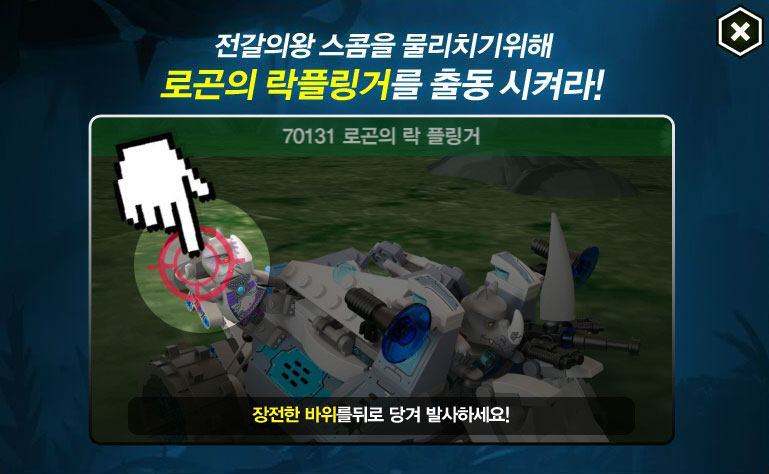 전갈의왕 스콤을 물리치기위해
로곤의 락플링거를 출동 시켜라!
70131 로곤의 락 플링거
장전한 바위를뒤로 당겨 발사하세요!